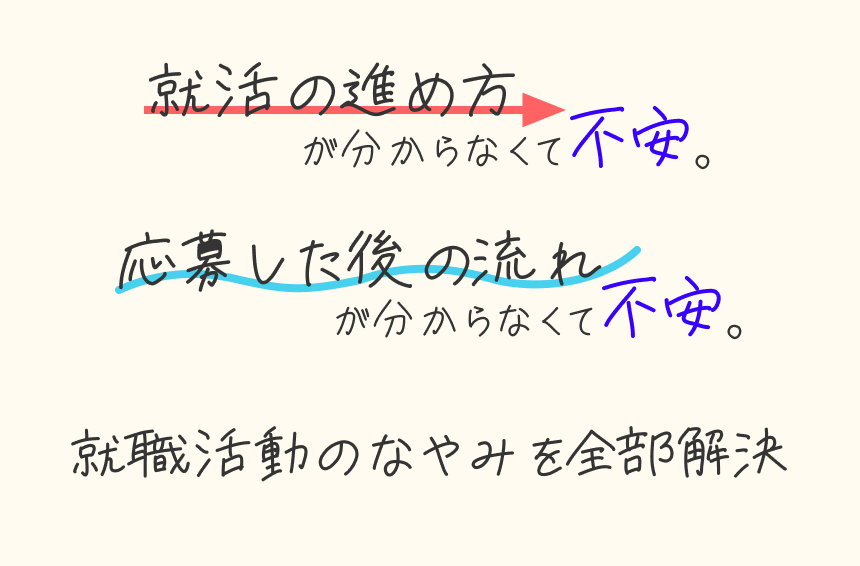 就活の進め方
が分からなくて不安。
応募した後の流れ
が分からなくて不安。
就職活動のなやみを全部解決